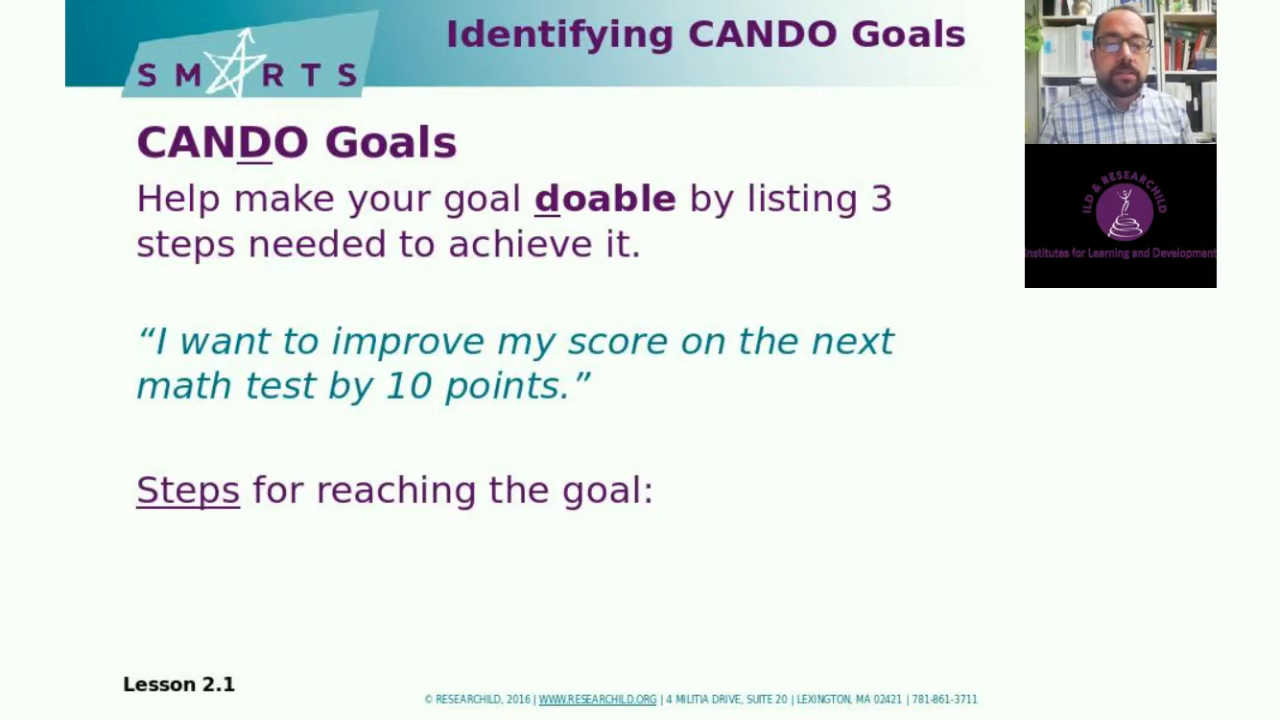 Identifying CANDO Goals
SMARTS
CANDO Goals
Help make your goal doable by listing 3
steps needed to achieve it.
“I want to improve my score on the next
math test by 10 points.”
Steps for reaching the goal:
Lesson 2.1
© RESEARCHILD, 2016 | WWW.RESEARCHILD.ORG | 4 MILITIA DRIVE, SUITE 20 | LEXINGTON, MA 02421 | 781-861-3711
ILD & RESEARCHILD
Institutes for Learning and Development